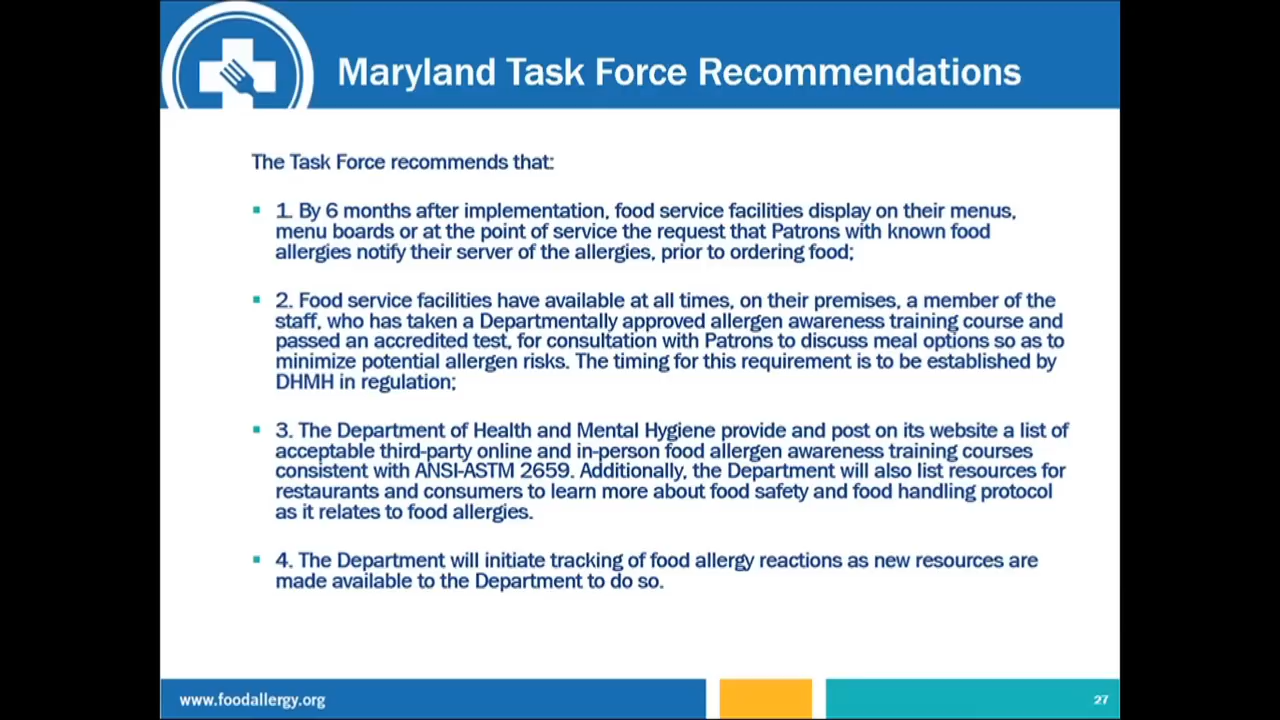 Maryland Task Force Recommendations
The Task Force recommends that:
▪ 1. By 6 months after implementation, food service facilities display on their menus,
menu boards or at the point of service the request that Patrons with known food
allergies notify their server of the allergies, prior to ordering food;
▪ 2. Food service facilities have available at all times, on their premises, a member of the
staff, who has taken a Departmentally approved allergen awareness training course and
passed an accredited test, for consultation with Patrons to discuss meal options so as to
minimize potential allergen risks. The timing for this requirement is to be established by
DHMH in regulation;
▪ 3. The Department of Health and Mental Hygiene provide and post on its website a list of
acceptable third-party online and in-person food allergen awareness training courses
consistent with ANSI-ASTM 2659. Additionally, the Department will also list resources for
restaurants and consumers to learn more about food safety and food handling protocol
as it relates to food allergies.
▪ 4. The Department will initiate tracking of food allergy reactions as new resources are
made available to the Department to do so.
www.foodallergy.org
27